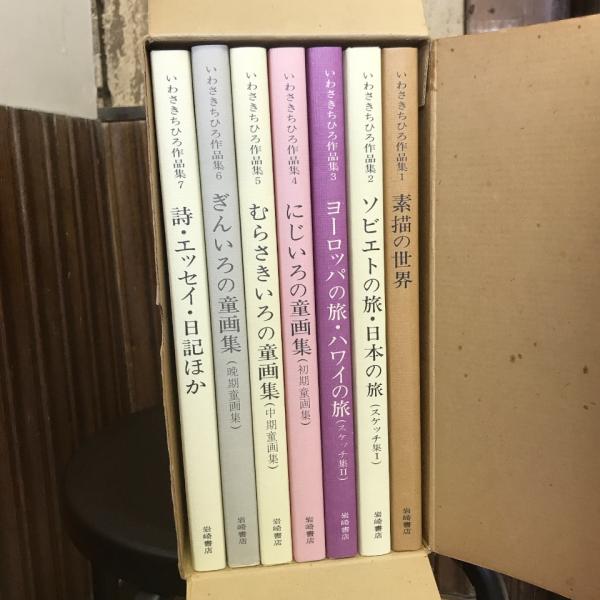 いわさきちひろ作品集1
素描の世界
岩崎書店
いわさきちひろ作品集2
ソビエトの旅・日本の旅(スケッチ集I)
岩崎書店
いわさきちひろ作品集3
ヨーロッパの旅・ハワイの旅(スケッチ集II)
岩崎書店
いわさきちひろ作品集4
にじいろの童画集(初期童画集)
岩崎書店
いわさきちひろ作品集5
むらさきいろの童画集(中期童画集)
岩崎書店
いわさきちひろ作品集6
ぎんいろの童画集(晩期童画集)
岩崎書店
いわさきちひろ作品集7
詩・エッセイ・日記ほか
岩崎書店